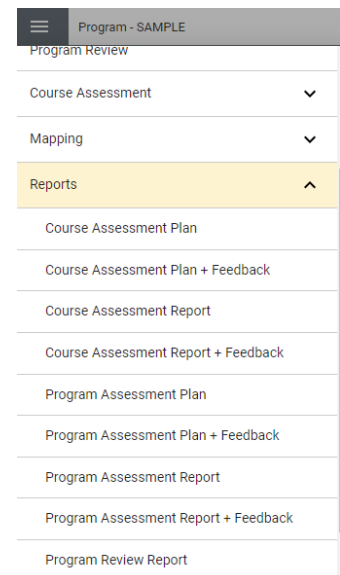 Program - SAMPLE
Program Review
Course Assessment
Mapping
Reports
Course Assessment Plan
Course Assessment Plan + Feedback
Course Assessment Report
Course Assessment Report + Feedback
Program Assessment Plan
Program Assessment Plan + Feedback
Program Assessment Report
Program Assessment Report + Feedback
Program Review Report